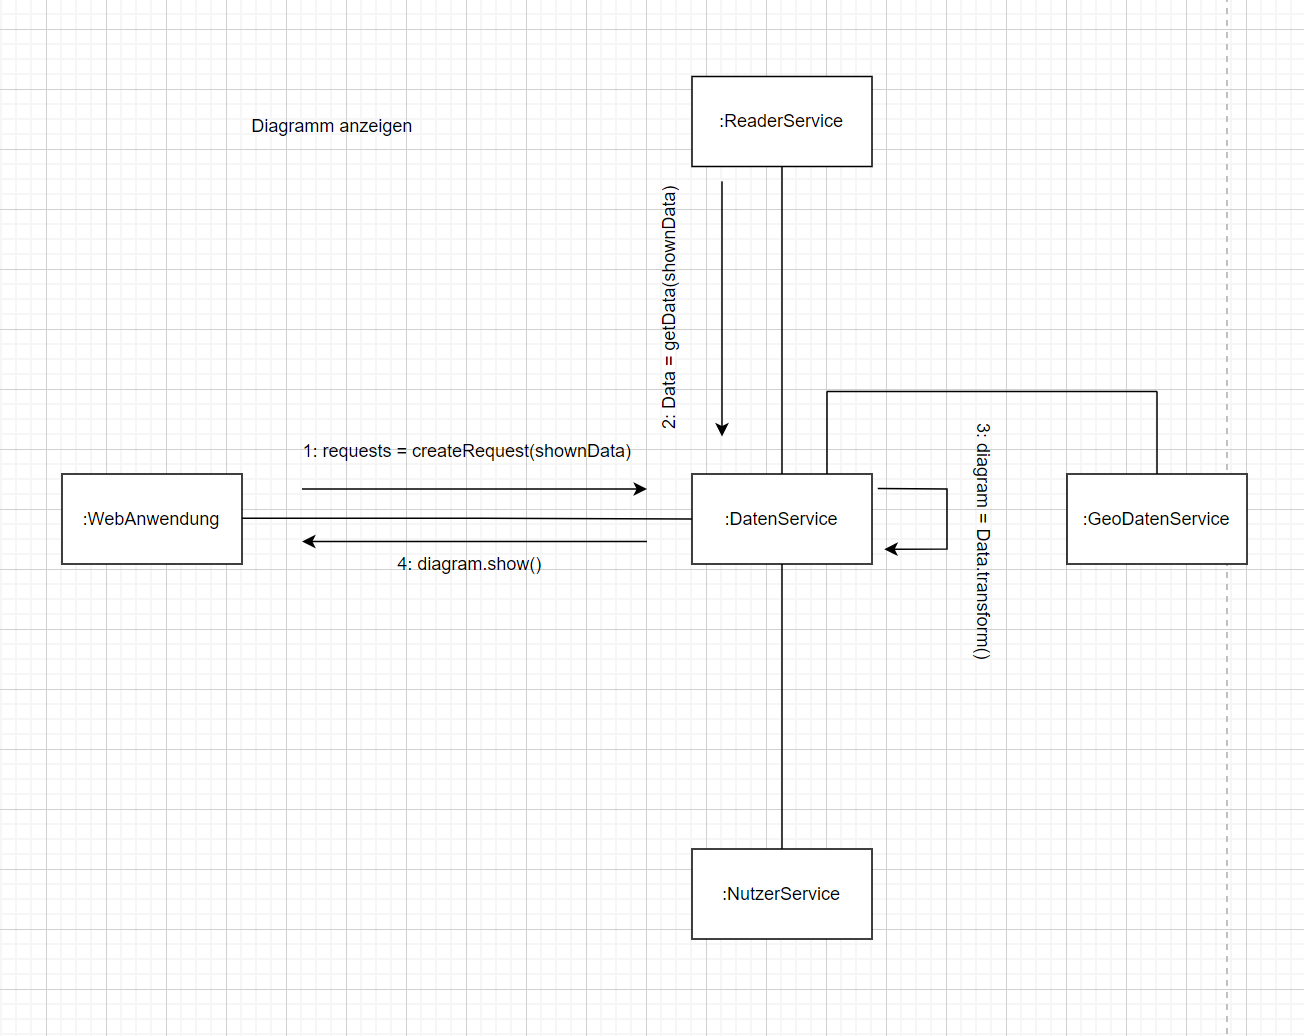 :ReaderService
Diagramm anzeigen
2: Data = getData(shownData)
1: requests = createRequest(shownData)
3: diagram = Data.transform()
:WebAnwendung
:DatenService
:GeoDatenService
4: diagram.show()
:NutzerService